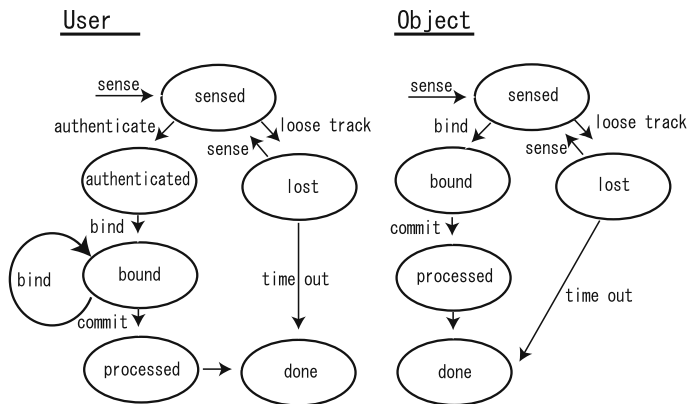 User
sense
sensed
authenticate
loose track
sense
authenticated
lost
bind
bind
bound
time out
commit
processed
done
Object
sense
sensed
bind
loose track
sense
bound
lost
commit
processed
time out
done